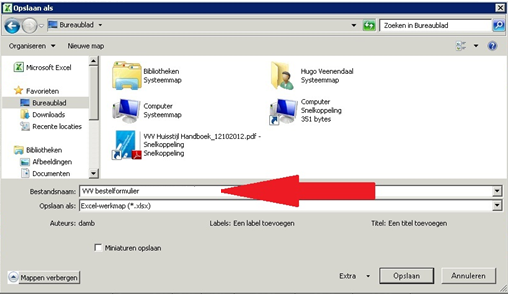 Opslaan als
Bureaublad
Zoeken in Bureaublad
Organiseren
Nieuwe map
Microsoft Excel
Favorieten
Bureaublad
Downloads
Recente locaties
Bibliotheken
Afbeeldingen
Documenten
Bibliotheken
Systeemmap
Hugo Veenendaal
Systeemmap
Computer
Systeemmap
Computer
Snelkoppeling
351 bytes
VVV Huisstijl Handboek_12102012.pdf -
Snelkoppeling
Snelkoppeling
Bestandsnaam: VVV bestelformulier
Opslaan als: Excel-werkmap (*.xlsx)
Auteurs: damb
Labels: Een label toevoegen
Titel: Een titel toevoegen
Miniaturen opslaan
Mappen verbergen
Extra
Opslaan
Annuleren